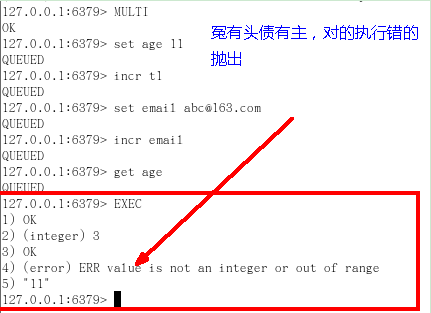 127.0.0.1:6379> MULTI
OK
127.0.0.1:6379> set age 11
QUEUED
127.0.0.1:6379> incr t1
QUEUED
127.0.0.1:6379> set email abc@163.com
QUEUED
127.0.0.1:6379> incr email
QUEUED
127.0.0.1:6379> get age
QUEUED
127.0.0.1:6379> EXEC
1) OK
2) (integer) 3
3) OK
4) (error) ERR value is not an integer or out of range
5) "11"
127.0.0.1:6379>
冤有头债有主，对的执行错的
抛出